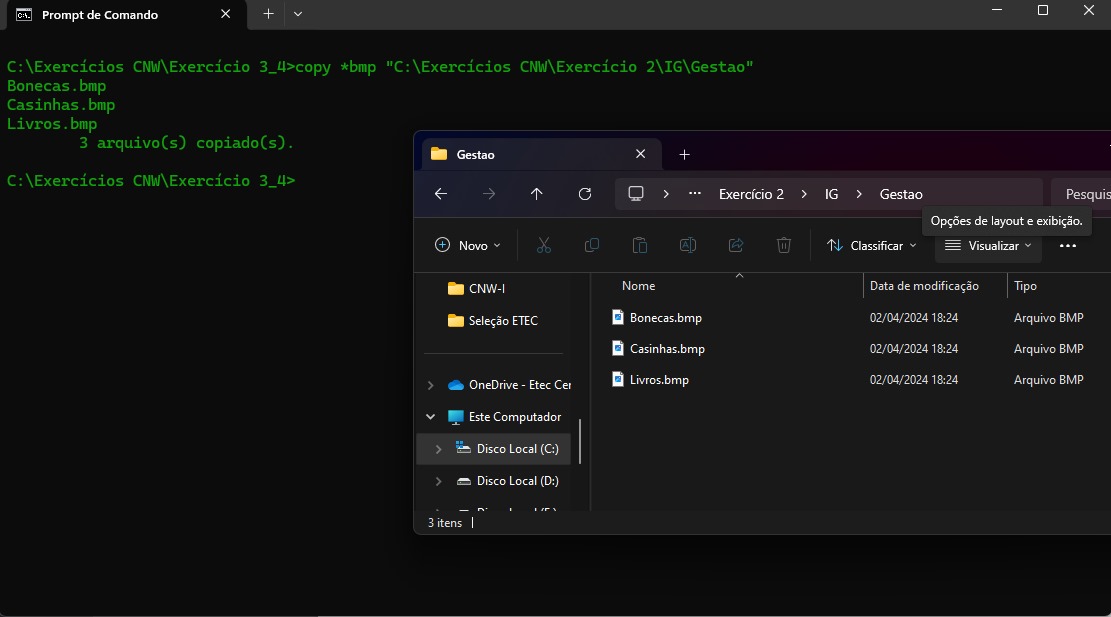 Prompt de Comando
C:\Exercícios CNW\Exercício 3_4>copy *bmp "C:\Exercícios CNW\Exercício 2\IG\Gestao"
Bonecas.bmp
Casinhas.bmp
Livros.bmp
3 arquivo(s) copiado(s).
C:\Exercícios CNW\Exercício 3_4>
Gestao
... Exercício 2 > IG > Gestao
Pesquis
Opções de layout e exibição.
Novo
Classificar
Visualizar
CNW-I
Seleção ETEC
OneDrive - Etec Cer
Este Computador
Disco Local (C:)
Disco Local (D:)
Nome Data de modificação Tipo
Bonecas.bmp 02/04/2024 18:24 Arquivo BMP
Casinhas.bmp 02/04/2024 18:24 Arquivo BMP
Livros.bmp 02/04/2024 18:24 Arquivo BMP
3 itens